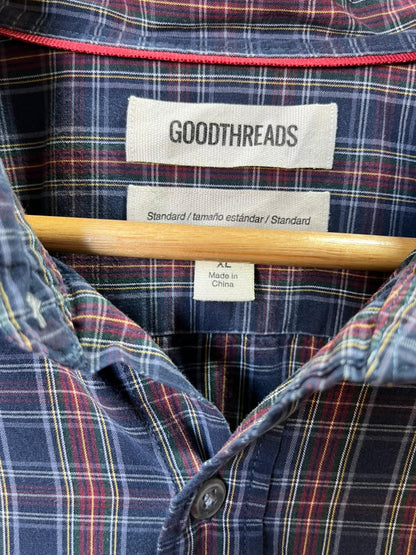 GOODTHREADS
Standard / tamaño estándar / Standard
XL
Made in
China